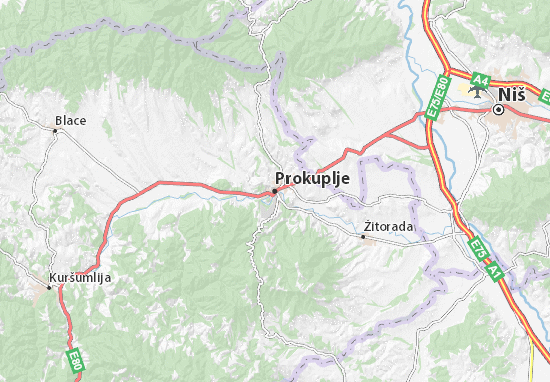 A4
E
E75/E80
Niš
Blace
Prokuplje
Žitorada
E75
A1
Kuršumlija
E80